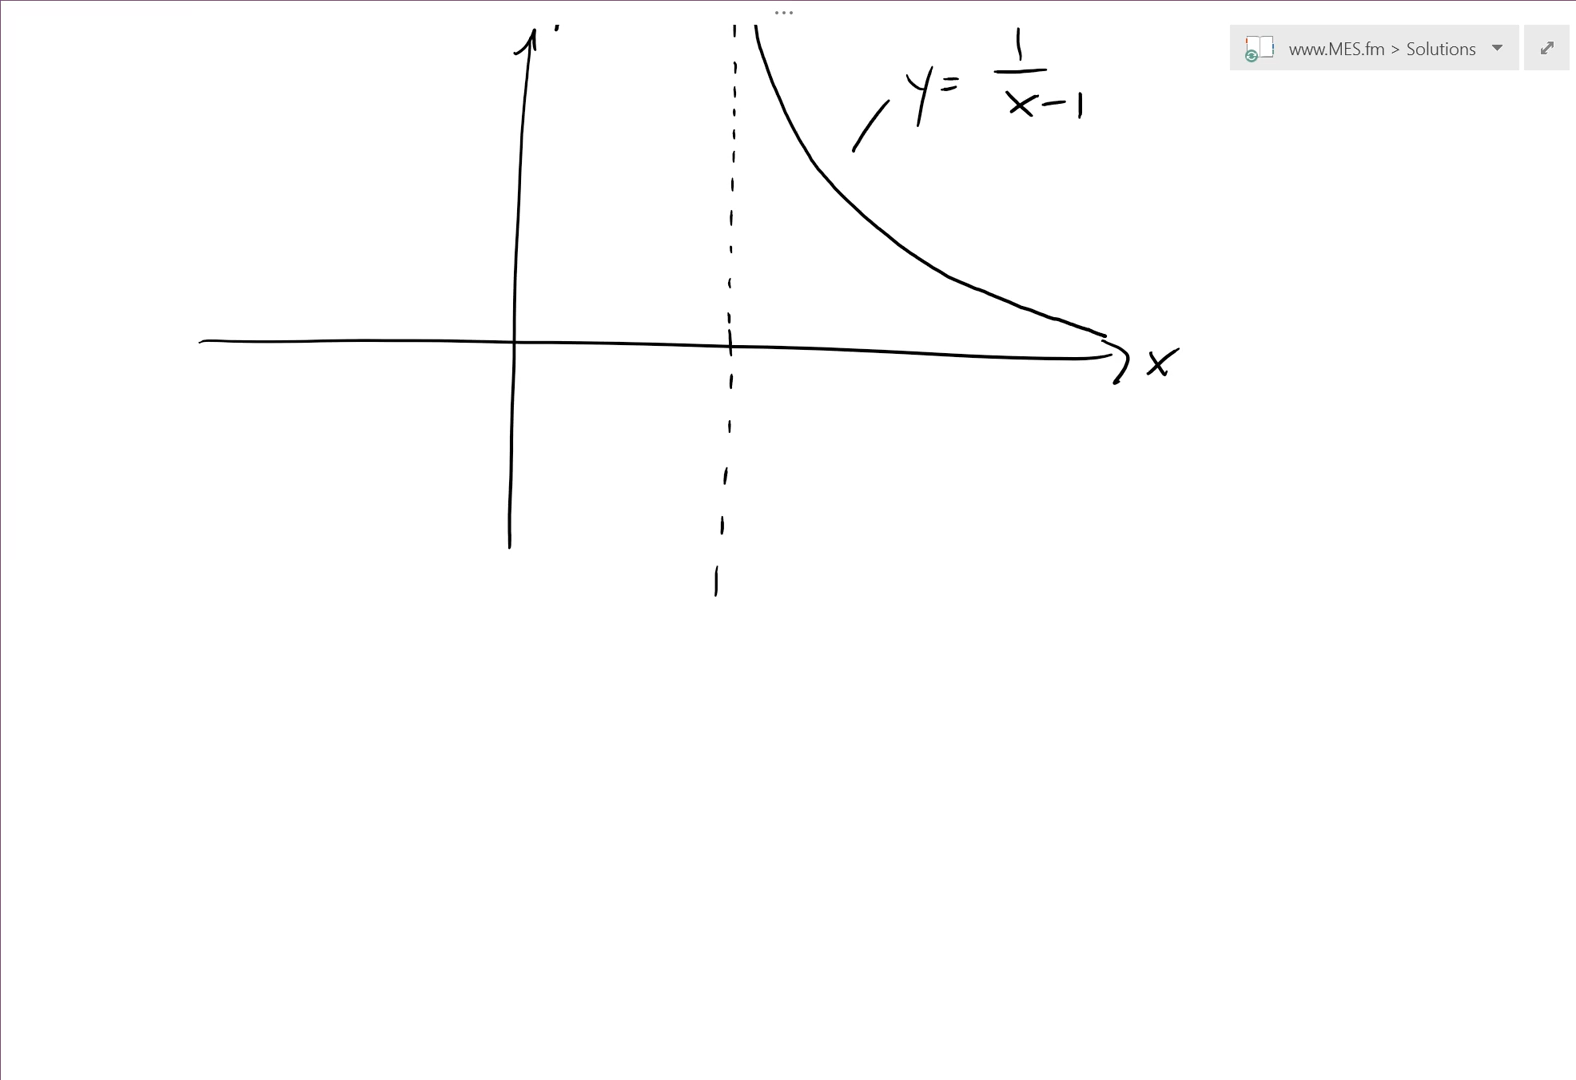 www.MES.fm > Solutions
y = 1/(x-1)
x